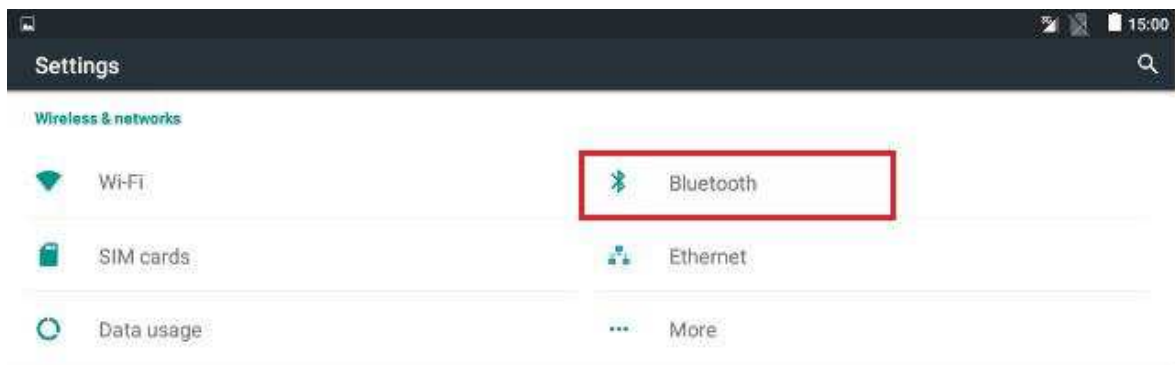 15:00
Settings
Wireless & networks
Wi-Fi
Bluetooth
SIM cards
Ethernet
Data usage
More